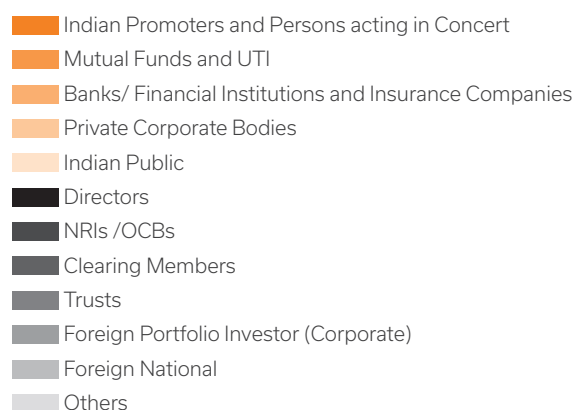 Indian Promoters and Persons acting in Concert
Mutual Funds and UTI
Banks/ Financial Institutions and Insurance Companies
Private Corporate Bodies
Indian Public
Directors
NRIs /OCBs
Clearing Members
Trusts
Foreign Portfolio Investor (Corporate)
Foreign National
Others